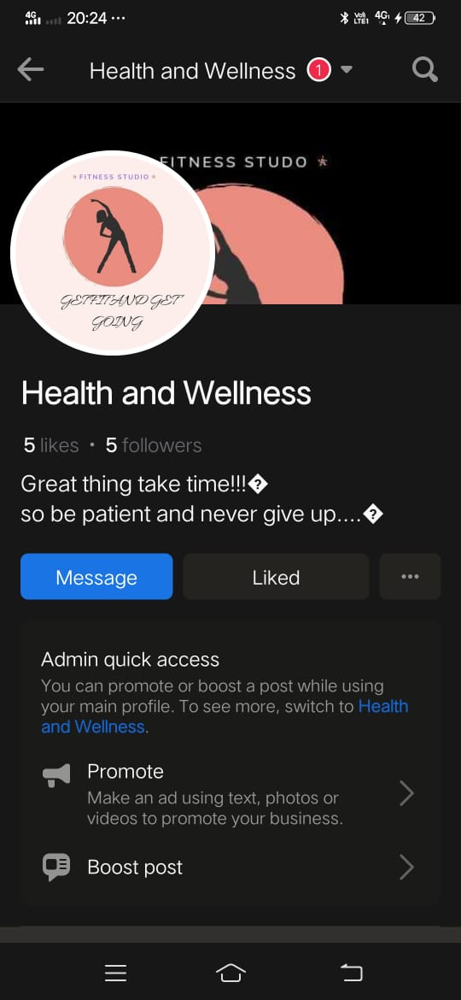 4G 20:24 ...
Vol) LTE1 4G 42
Health and Wellness 1
FITNESS STUDO
FITNESS STUDIO
GETFITAND GET
GOING
Health and Wellness
5 likes • 5 followers
Great thing take time!!!�
so be patient and never give up....�
Message
Liked
...
Admin quick access
You can promote or boost a post while using
your main profile. To see more, switch to Health
and Wellness.
Promote
Make an ad using text, photos or
videos to promote your business.
Boost post